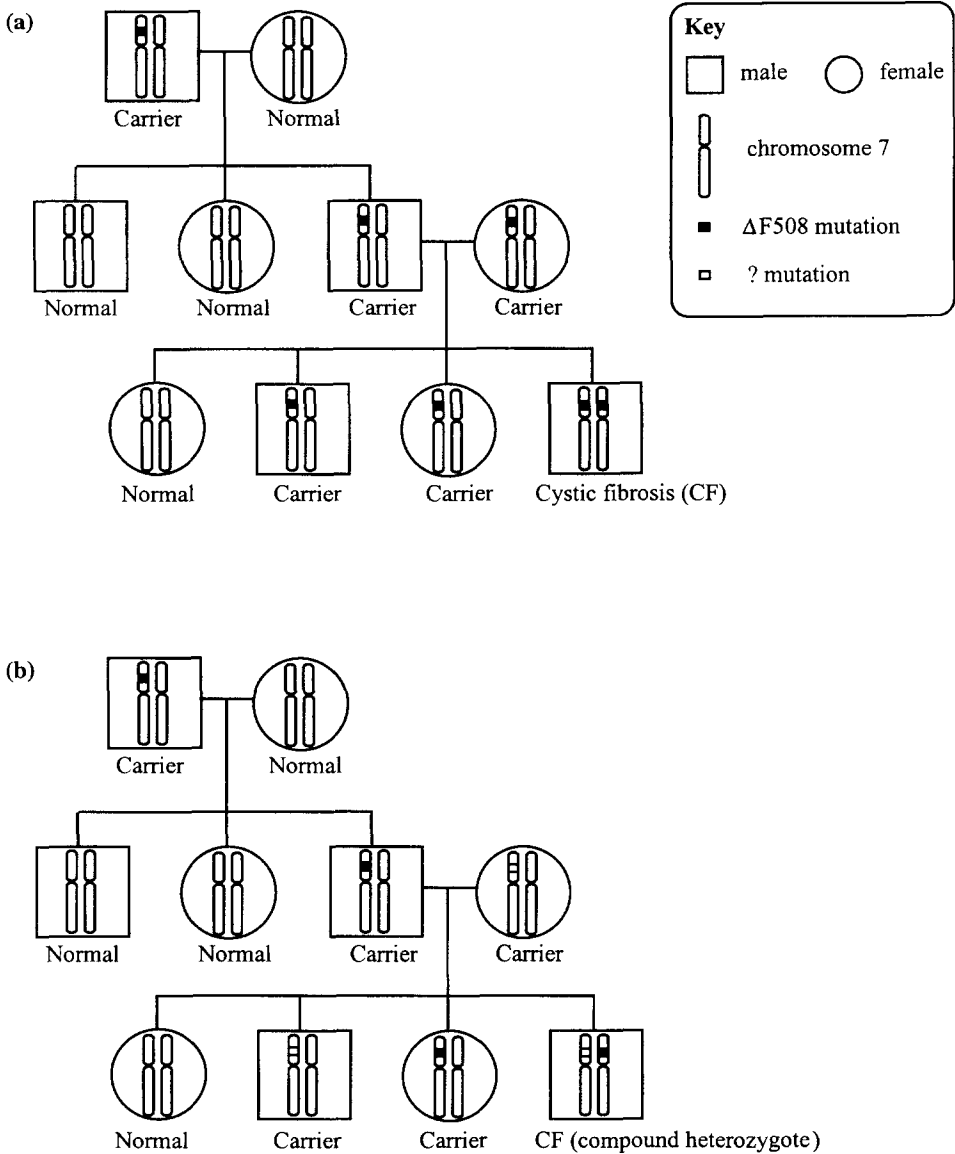 (a)
Carrier Normal
Normal Normal Carrier Carrier
Normal Carrier Carrier Cystic fibrosis (CF)
Key
male female
chromosome 7
ΔF508 mutation
? mutation
(b)
Carrier Normal
Normal Normal Carrier Carrier
Normal Carrier Carrier CF (compound heterozygote)